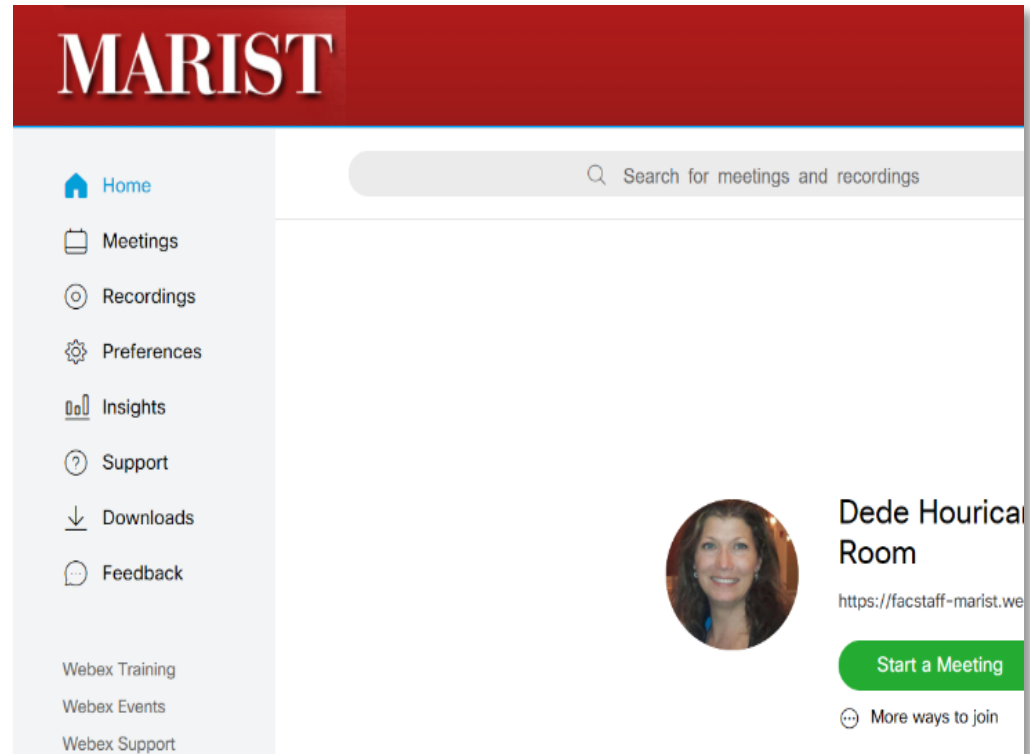 MARIST
Home
Search for meetings and recordings
Meetings
Recordings
Preferences
Insights
Support
Downloads
Feedback
Dede Hourica
Room
https://facstaff-marist.we
Start a Meeting
More ways to join
Webex Training
Webex Events
Webex Support